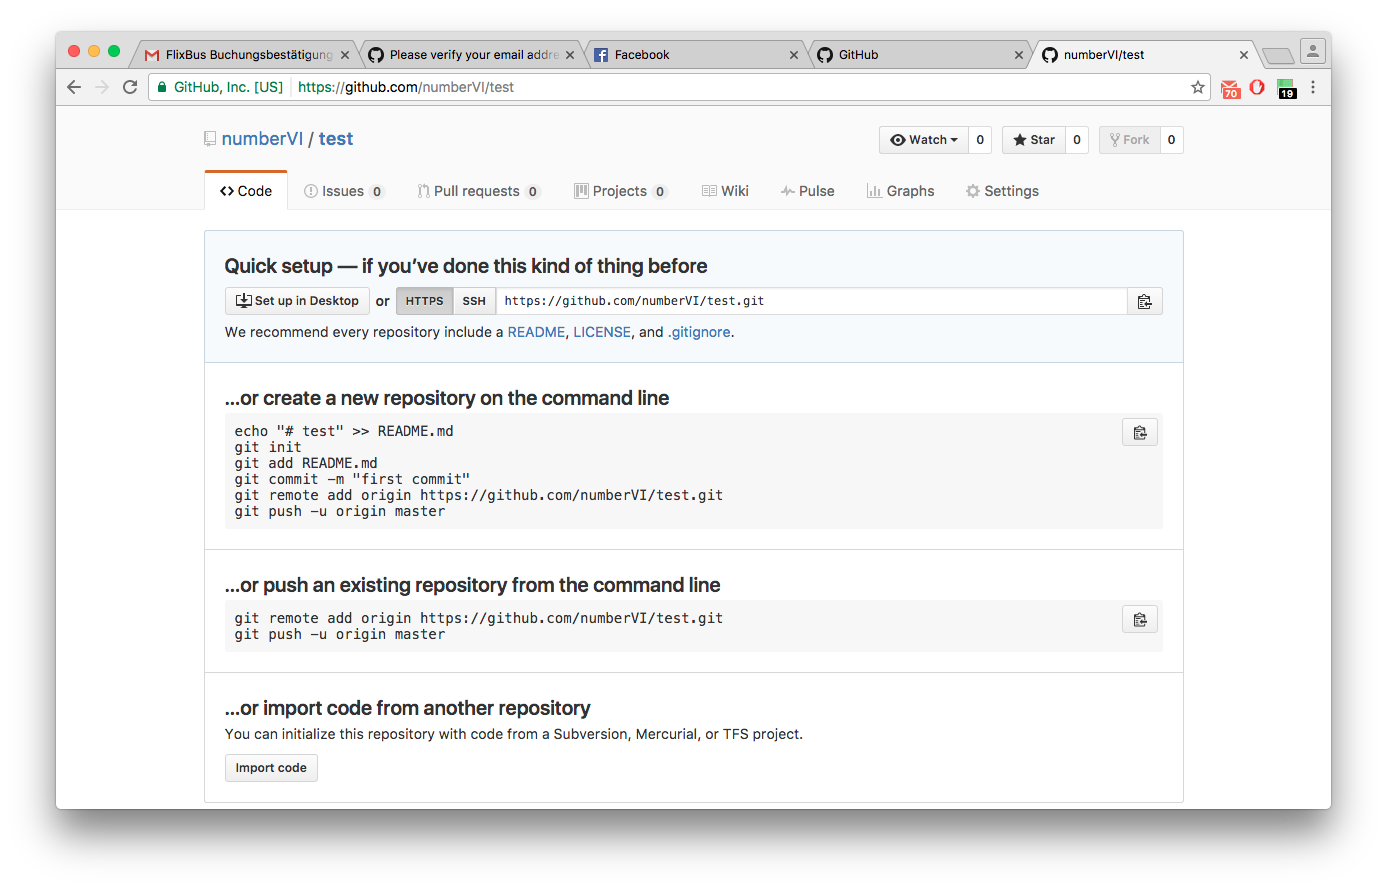 FlixBus Buchungsbestätigung
Please verify your email addre
Facebook
GitHub
numberVI/test
GitHub, Inc. [US] https://github.com/numberVI/test
70
19
numberVI / test
Watch 0 Star 0 Fork 0
Code Issues 0 Pull requests 0 Projects 0 Wiki Pulse Graphs Settings
Quick setup — if you’ve done this kind of thing before
Set up in Desktop or HTTPS SSH https://github.com/numberVI/test.git
We recommend every repository include a README, LICENSE, and .gitignore.
…or create a new repository on the command line
echo "# test" >> README.md
git init
git add README.md
git commit -m "first commit"
git remote add origin https://github.com/numberVI/test.git
git push -u origin master
…or push an existing repository from the command line
git remote add origin https://github.com/numberVI/test.git
git push -u origin master
…or import code from another repository
You can initialize this repository with code from a Subversion, Mercurial, or TFS project.
Import code